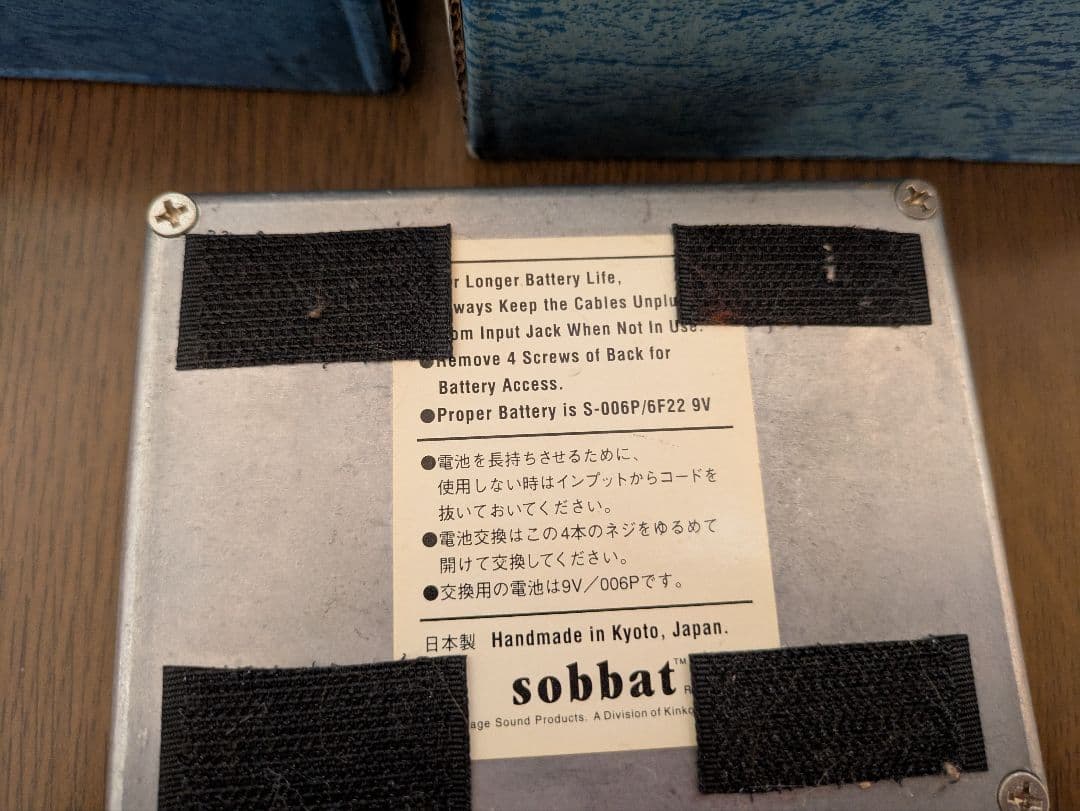 r Longer Battery Life,
ways Keep the Cables Unplu
om Input Jack When Not In Use.
●Remove 4 Screws of Back for
Battery Access.
●Proper Battery is S-006P/6F22 9V
●電池を長持ちさせるために、
使用しない時はインプットからコードを
抜いておいてください。
●電池交換はこの4本のネジをゆるめて
開けて交換してください。
●交換用の電池は9V／006Pです。
日本製 Handmade in Kyoto, Japan.
sobbat™
age Sound Products. A Division of Kinko